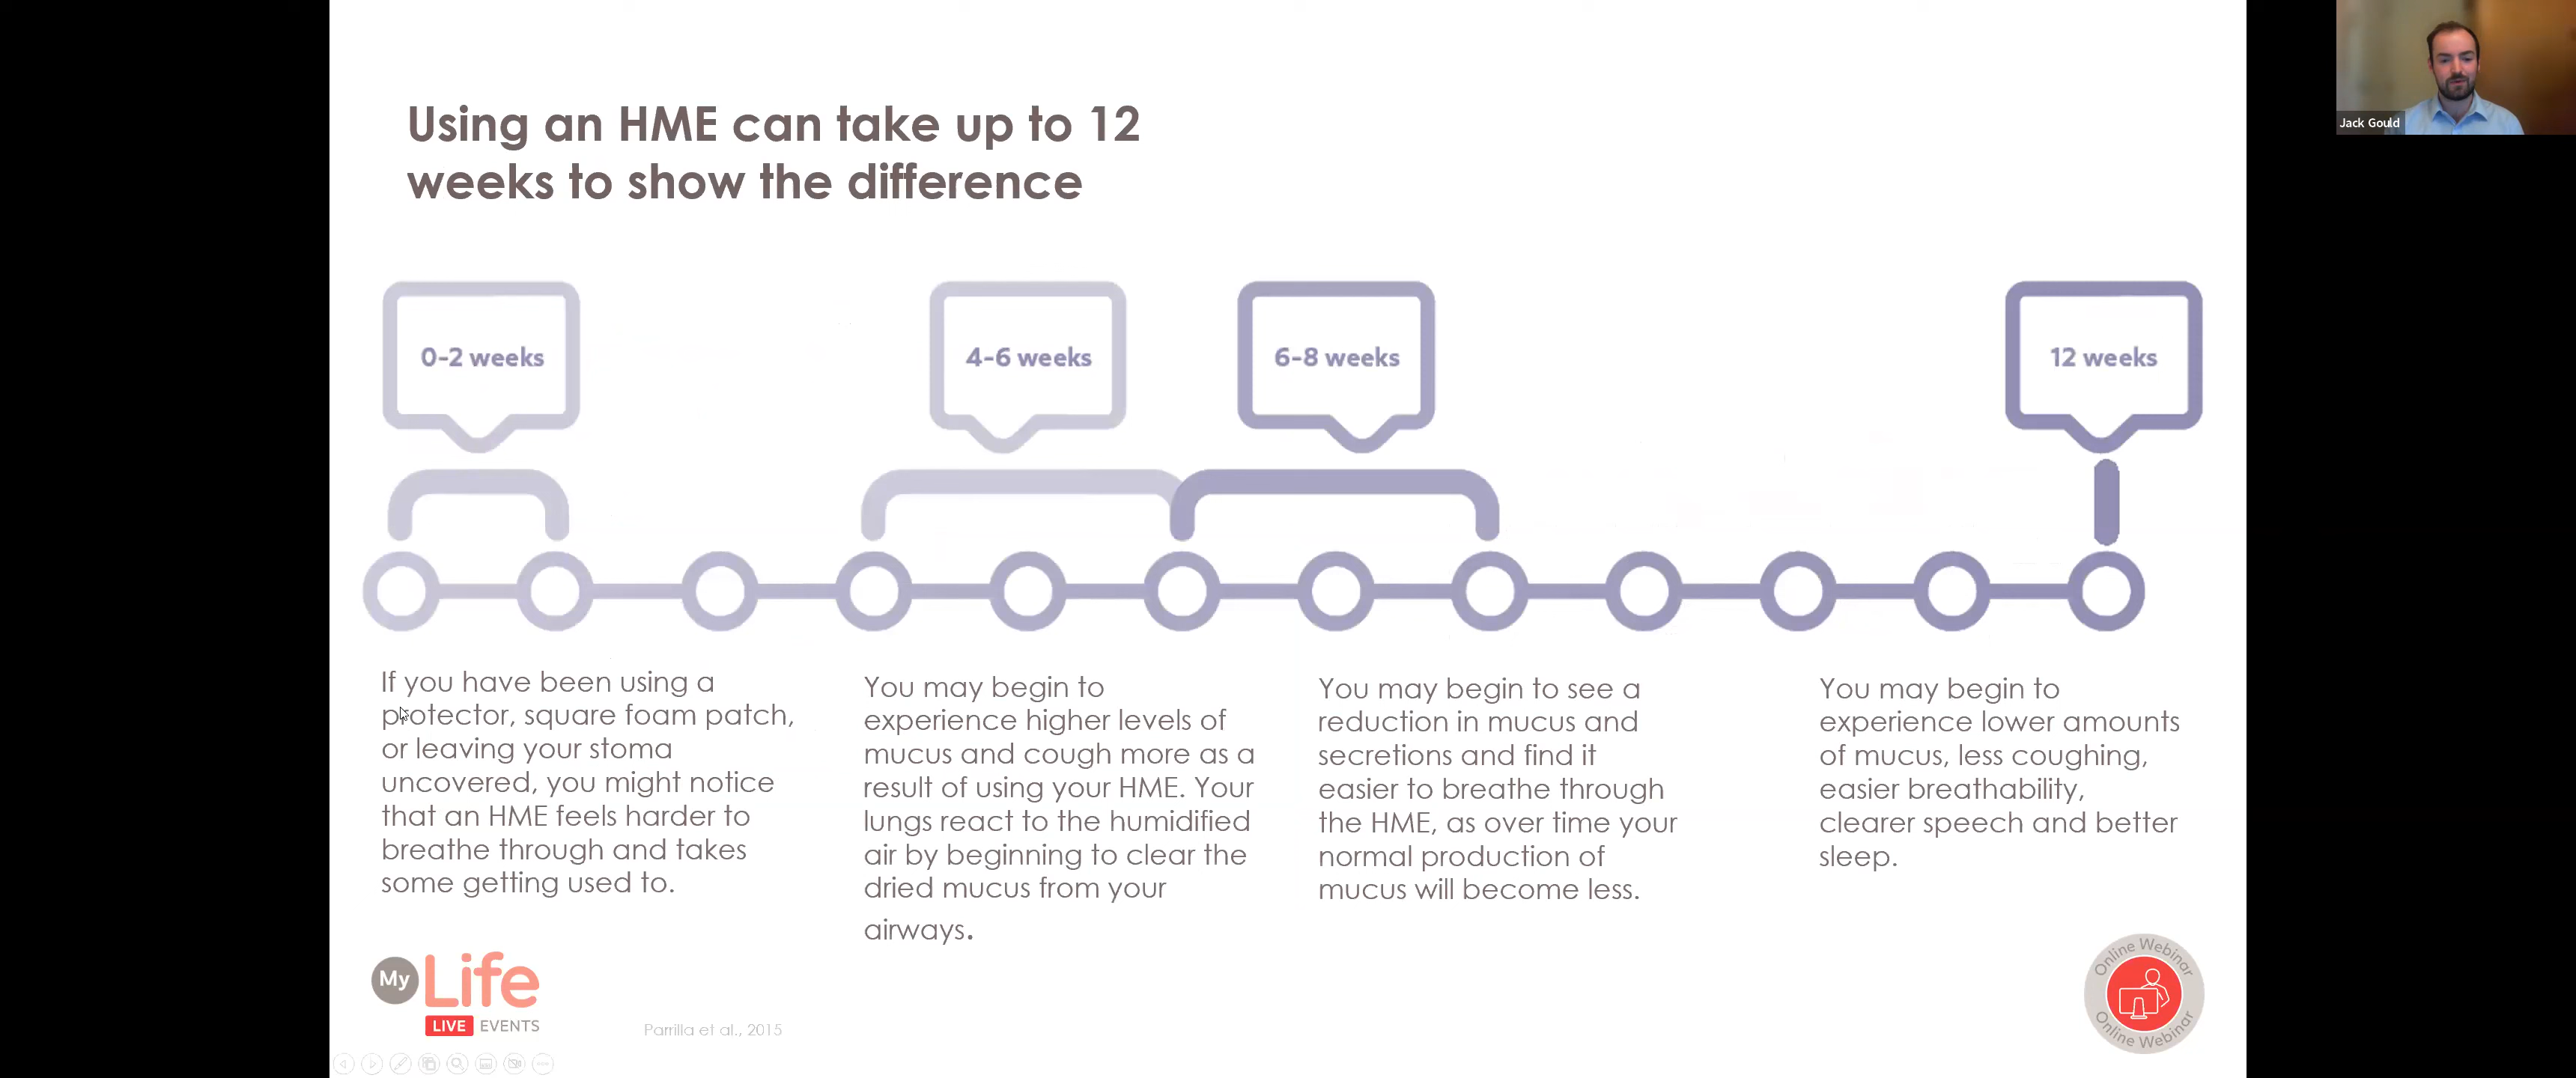 Using an HME can take up to 12
weeks to show the difference
Jack Gould
0-2 weeks
4-6 weeks
6-8 weeks
12 weeks
If you have been using a
protector, square foam patch,
or leaving your stoma
uncovered, you might notice
that an HME feels harder to
breathe through and takes
some getting used to.
You may begin to
experience higher levels of
mucus and cough more as a
result of using your HME. Your
lungs react to the humidified
air by beginning to clear the
dried mucus from your
airways.
You may begin to see a
reduction in mucus and
secretions and find it
easier to breathe through
the HME, as over time your
normal production of
mucus will become less.
You may begin to
experience lower amounts
of mucus, less coughing,
easier breathability,
clearer speech and better
sleep.
My Life
LIVE EVENTS
Parrilla et al., 2015
Online Webinar
Online Webinar